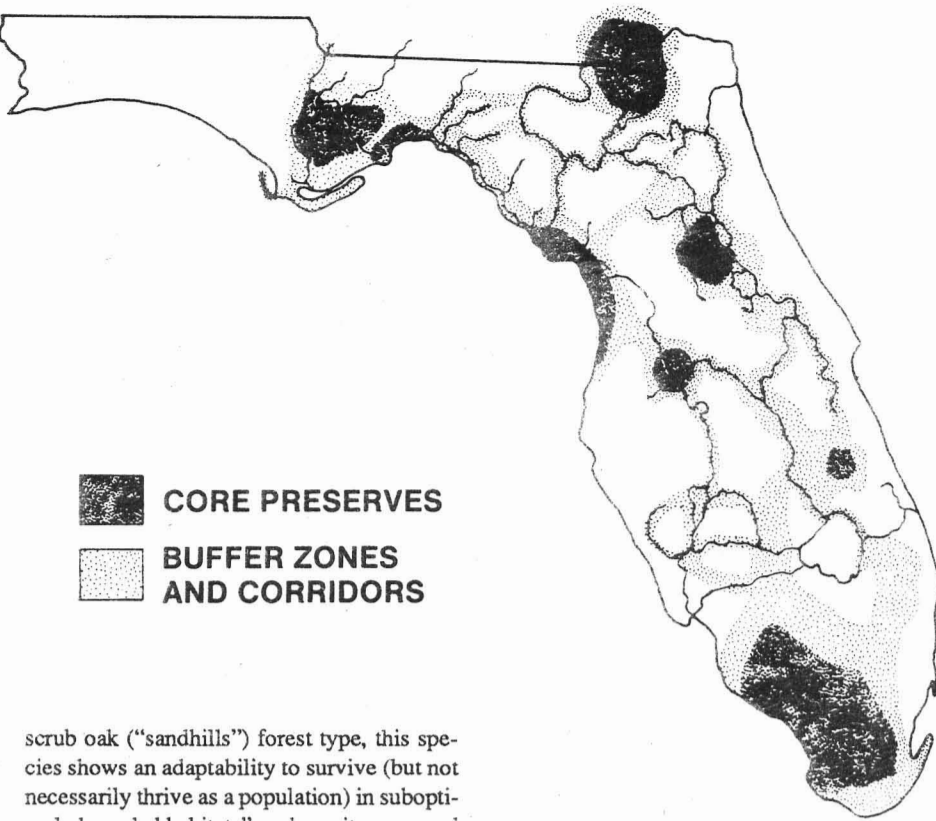 CORE PRESERVES
BUFFER ZONES
AND CORRIDORS
scrub oak (“sandhills”) forest type, this spe-
cies shows an adaptability to survive (but not
necessarily thrive as a population) in subopti-